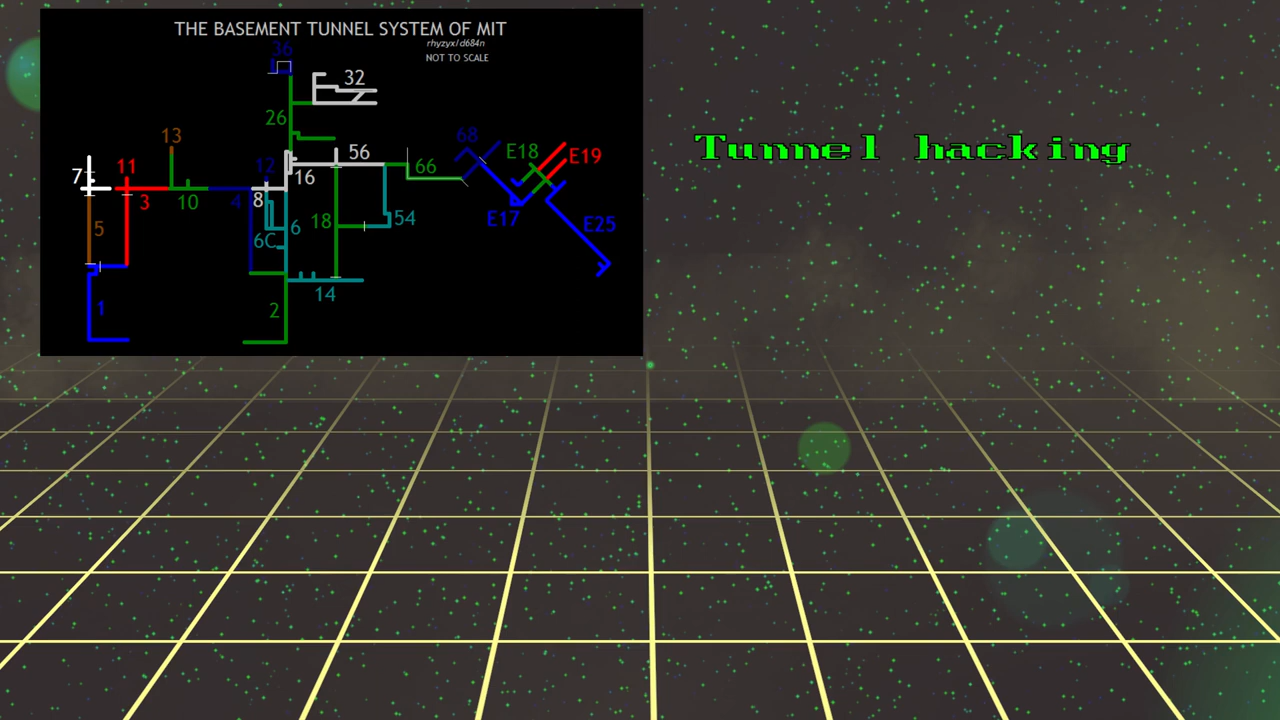 THE BASEMENT TUNNEL SYSTEM OF MIT
rhyzyx/d684n
NOT TO SCALE
36
32
26
13
12
56
68
E18
E19
7
11
16
66
3
10
4
8
5
6
18
54
E17
E25
6C
1
14
2
Tunnel hacking